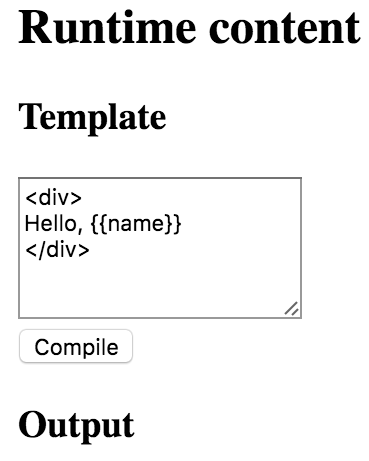 Runtime content
Template
<div>
Hello, {{name}}
</div>
Compile
Output